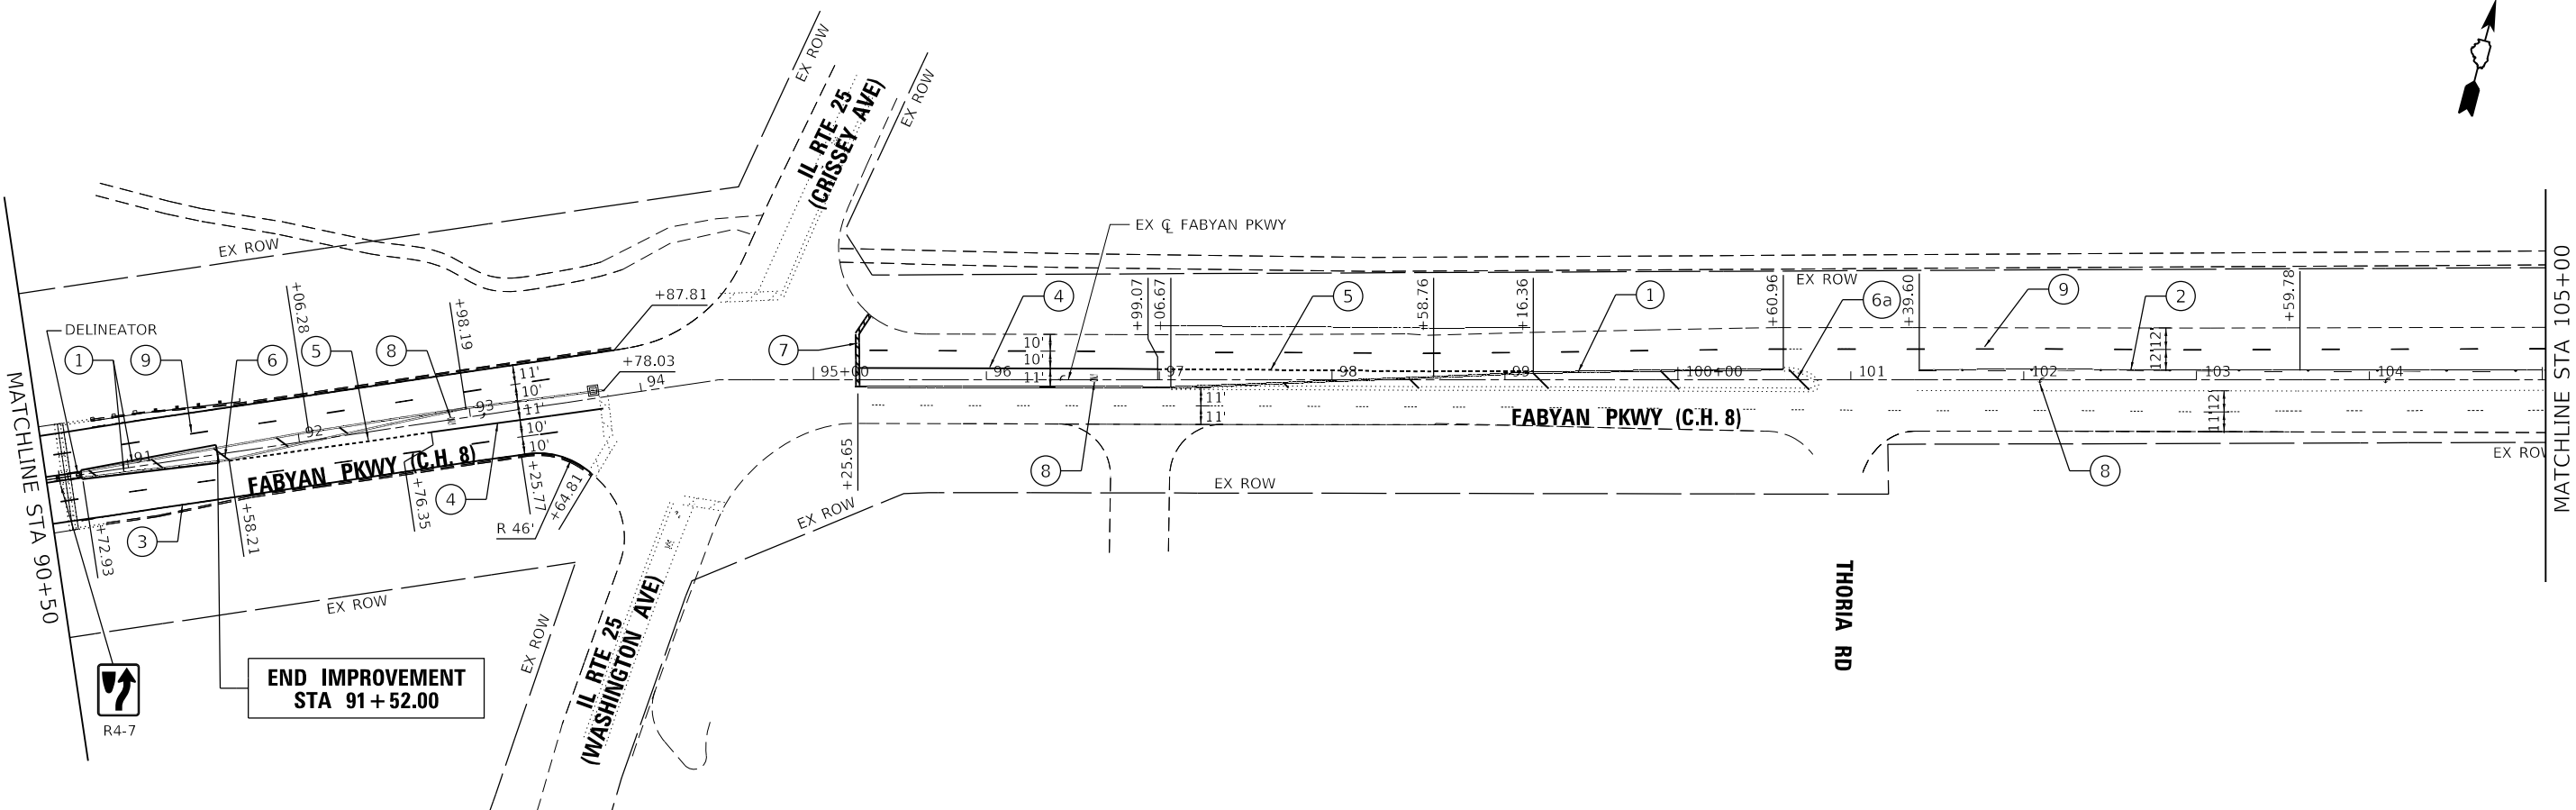 EX ROW
EX ROW
IL RTE 25
(CRISSEY AVE)
EX ROW
EX ℄ FABYAN PKWY
MATCHLINE STA 90+50
DELINEATOR
1
9
6
5
8
+06.28
+98.19
+87.81
+78.03
91
92
93
94
11'
10'
11'
10'
10'
FABYAN PKWY (C.H. 8)
3
4
+72.93
+58.21
+76.35
+25.77
+64.81
R 46'
EX ROW
EX ROW
R4-7
END IMPROVEMENT
STA 91+52.00
IL RTE 25
(WASHINGTON AVE)
EX ROW
7
4
5
1
6a
9
2
+99.07
+06.67
+58.76
+16.36
+60.96
EX ROW
+39.60
+59.78
95+00
96
97
98
99
100+00
101
102
103
104
10'
10'
11'
11'
11'
12'
12'
12'
11'
FABYAN PKWY (C.H. 8)
+25.65
8
8
EX ROW
EX ROW
THORIA RD
MATCHLINE STA 105+00